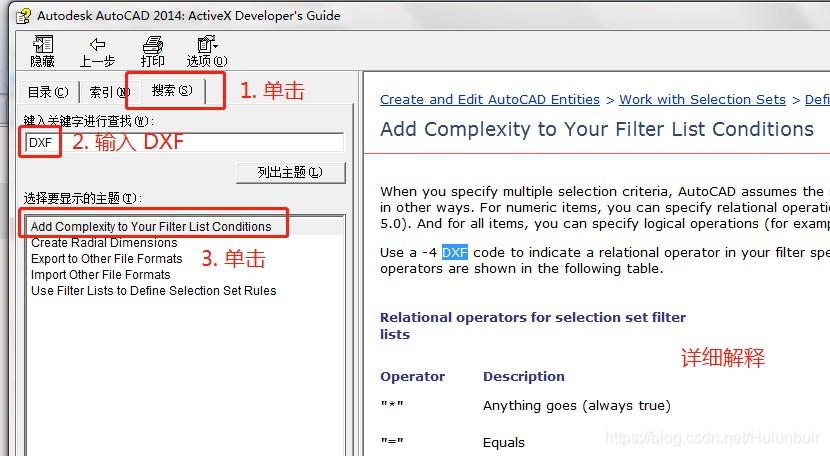 Autodesk AutoCAD 2014: ActiveX Developer's Guide
隐藏 上一步 打印 选项(O)
目录(C) 索引(N) 搜索(S) 1. 单击
键入关键字进行查找(W):
DXF 2. 输入 DXF
列出主题(L)
选择要显示的主题(T):
Add Complexity to Your Filter List Conditions
Create Radial Dimensions
Export to Other File Formats 3. 单击
Import Other File Formats
Use Filter Lists to Define Selection Set Rules
Create and Edit AutoCAD Entities > Work with Selection Sets > Defi
Add Complexity to Your Filter List Conditions
When you specify multiple selection criteria, AutoCAD assumes the
in other ways. For numeric items, you can specify relational operati
5.0). And for all items, you can specify logical operations (for examp
Use a -4 DXF code to indicate a relational operator in your filter spe
operators are shown in the following table.
Relational operators for selection set filter
lists
详细解释
Operator Description
"*" Anything goes (always true)
"=" Equals
https://blog.csdn.net/Hulunbuir